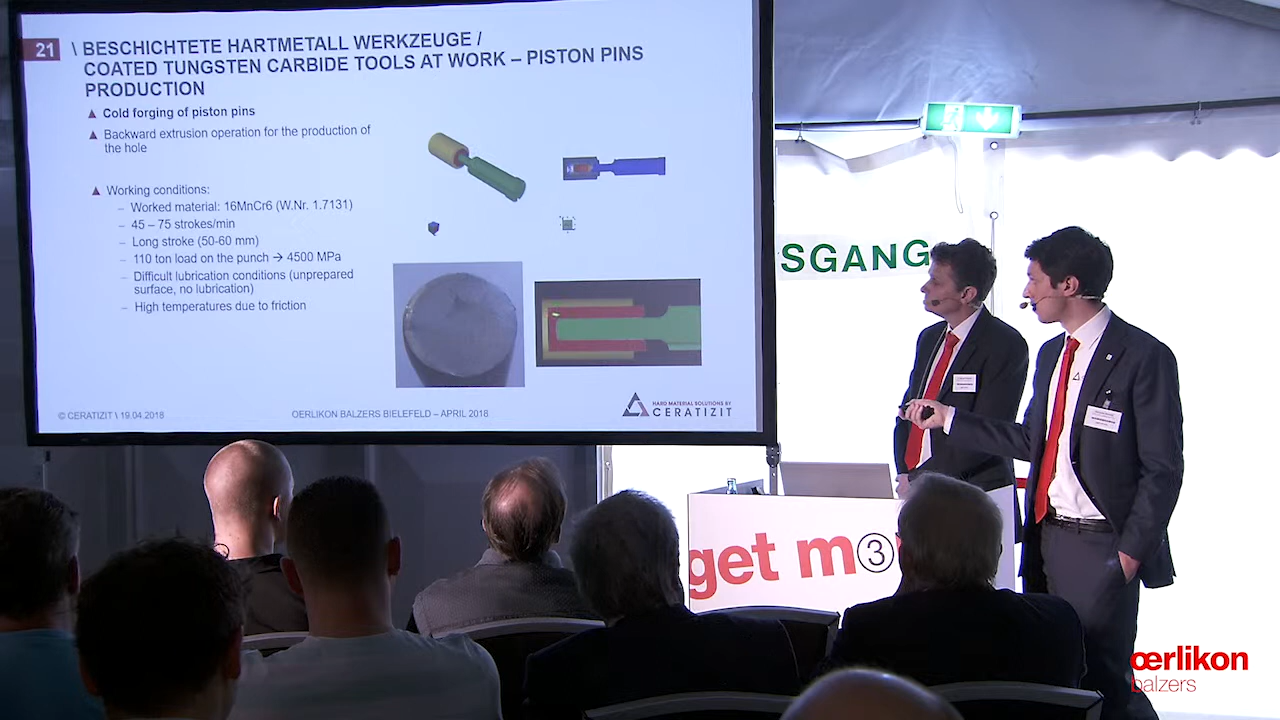 21
\ BESCHICHTETE HARTMETALL WERKZEUGE /
COATED TUNGSTEN CARBIDE TOOLS AT WORK – PISTON PINS
PRODUCTION
Cold forging of piston pins
Backward extrusion operation for the production of
the hole
Working conditions:
– Worked material: 16MnCr6 (W.Nr. 1.7131)
– 45 – 75 strokes/min
– Long stroke (50-60 mm)
– 110 ton load on the punch → 4500 MPa
– Difficult lubrication conditions (unprepared
surface, no lubrication)
– High temperatures due to friction
© CERATIZIT \ 19.04.2018
OERLIKON BALZERS BIELEFELD – APRIL 2018
HARD MATERIAL SOLUTIONS BY
CERATIZIT
SGANG
get mo
3
œrlikon
balzers